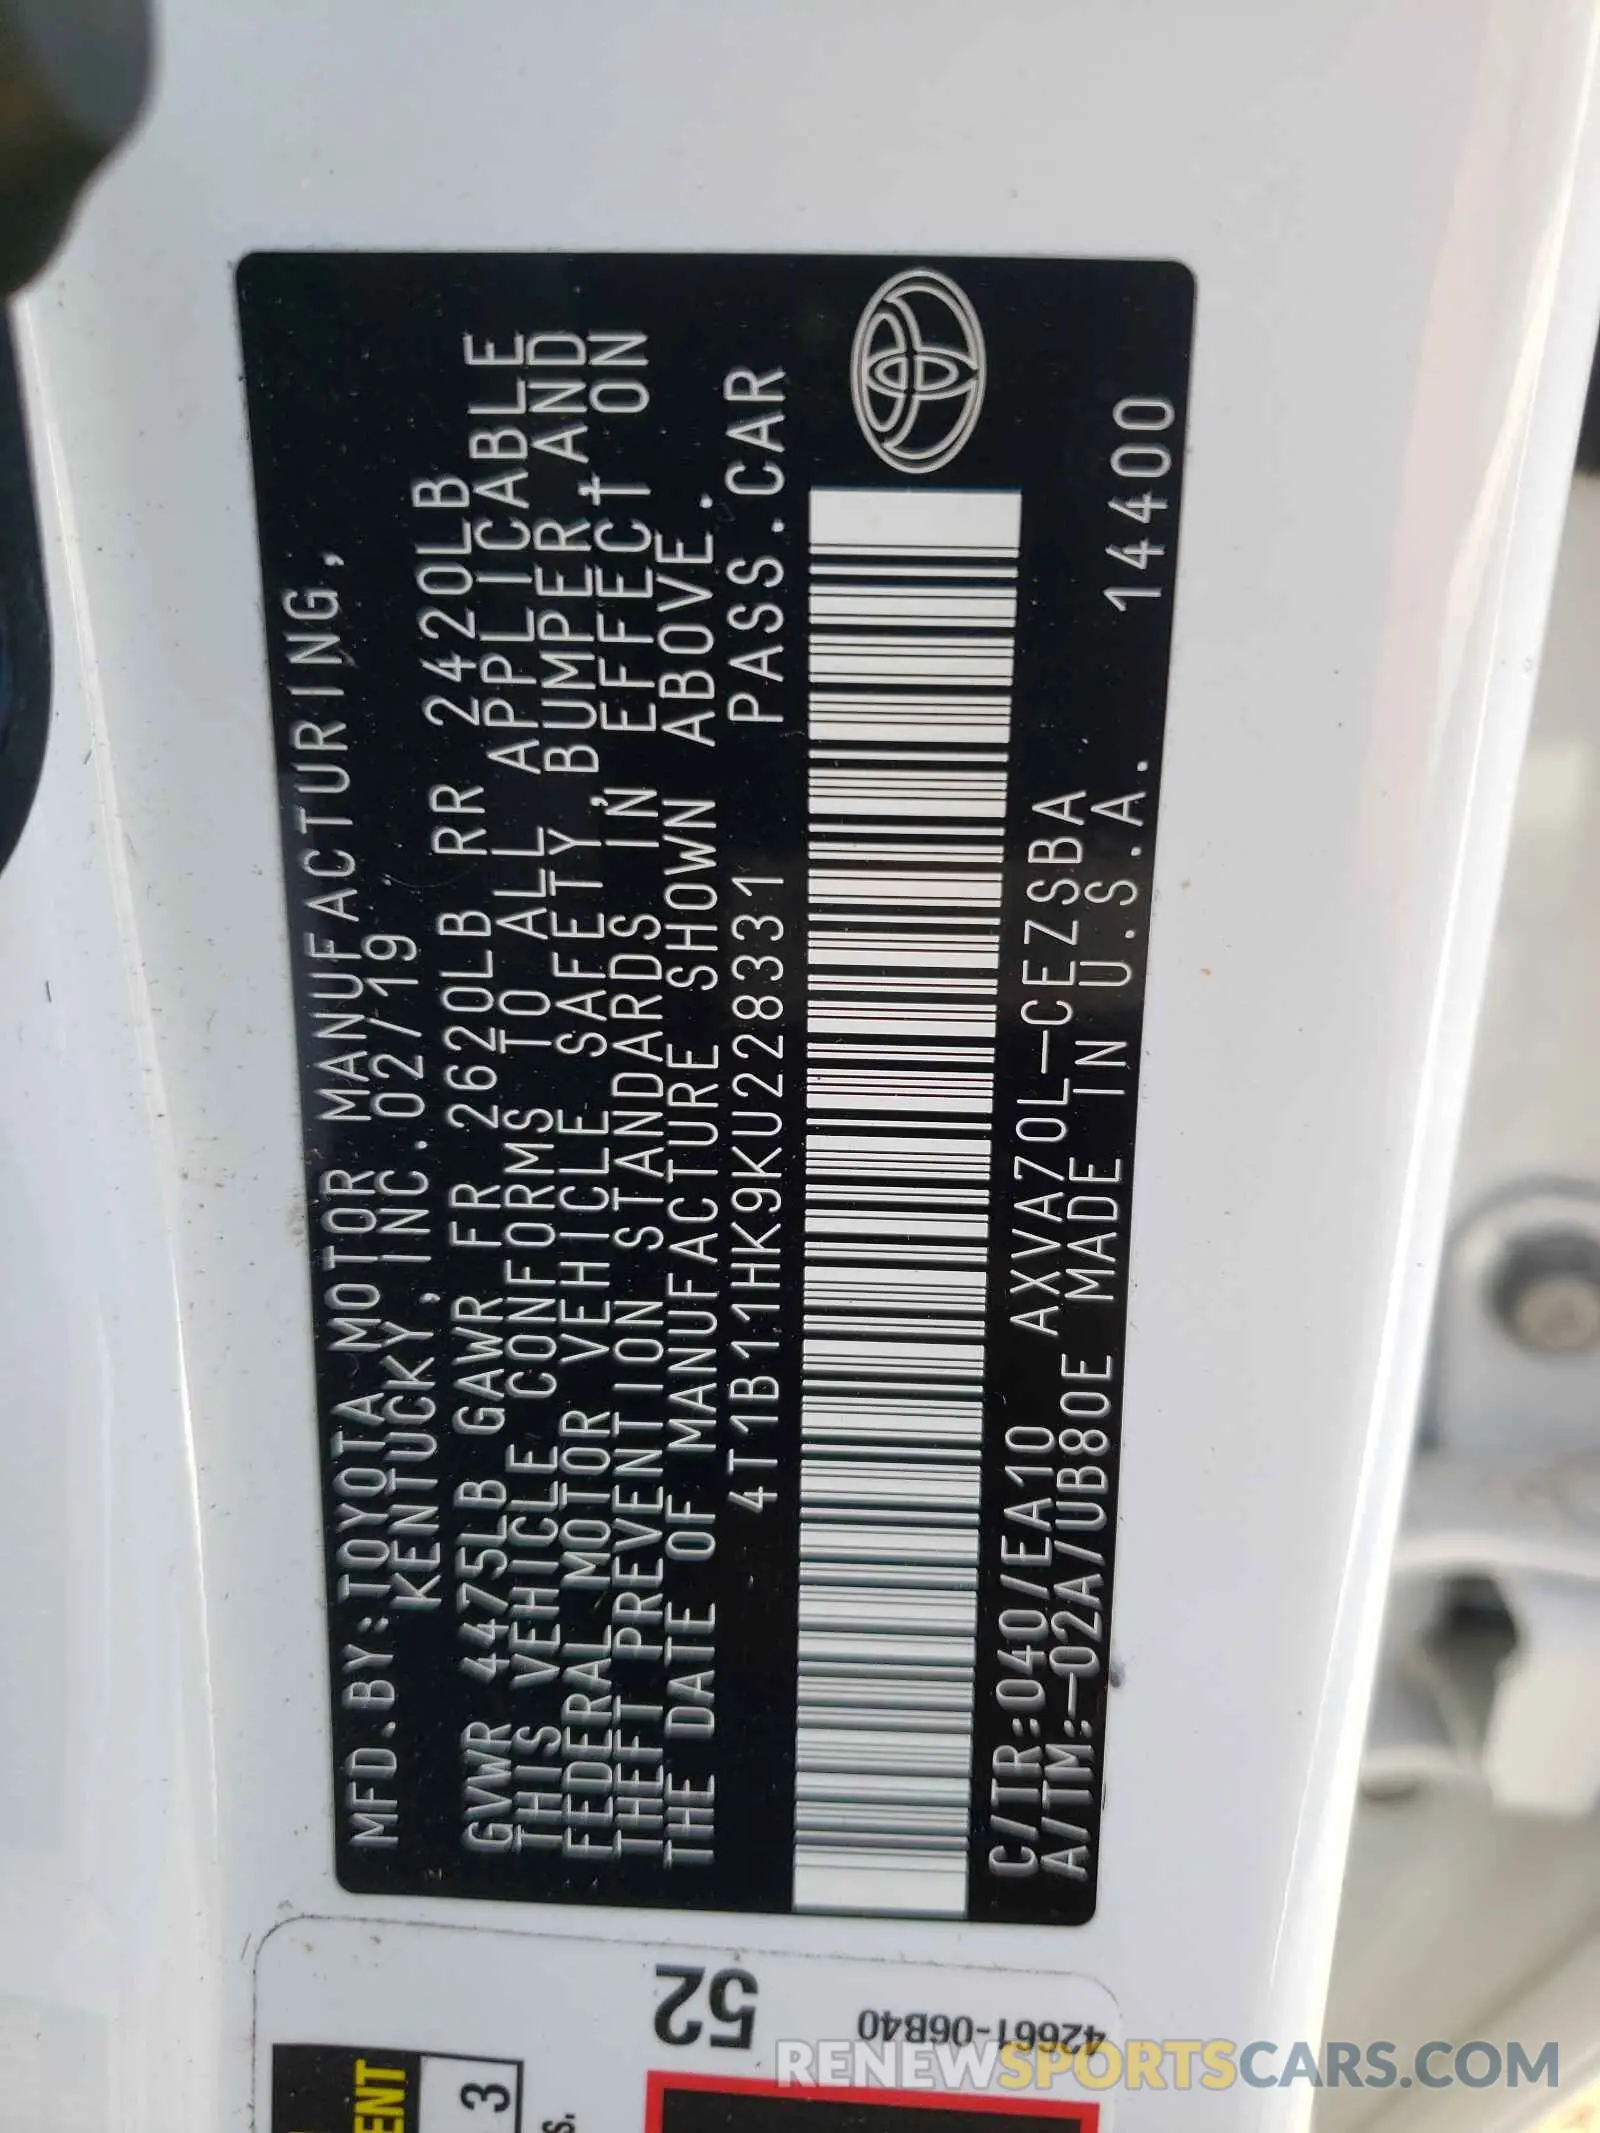 MFD.BY:TOYOTA MOTOR MANUFACTURING,
KENTUCKY, INC. 02/19
GVWR 4475LB GAWR FR 2620LB RR 2420LB
THIS VEHICLE CONFORMS TO ALL APPLICABLE
FEDERAL MOTOR VEHICLE SAFETY, BUMPER, AND
THEFT PREVENTION STANDARDS IN EFFECT ON
THE DATE OF MANUFACTURE SHOWN ABOVE.
4T1B11HK9KU228331 PASS.CAR
C/TR:040/EA10 AXVA70L-CEZSBA
A/TM:-02A/UB80E MADE IN U.S.A. 14400
52
42661-06B40
3
RENEWSPORTSCARS.COM